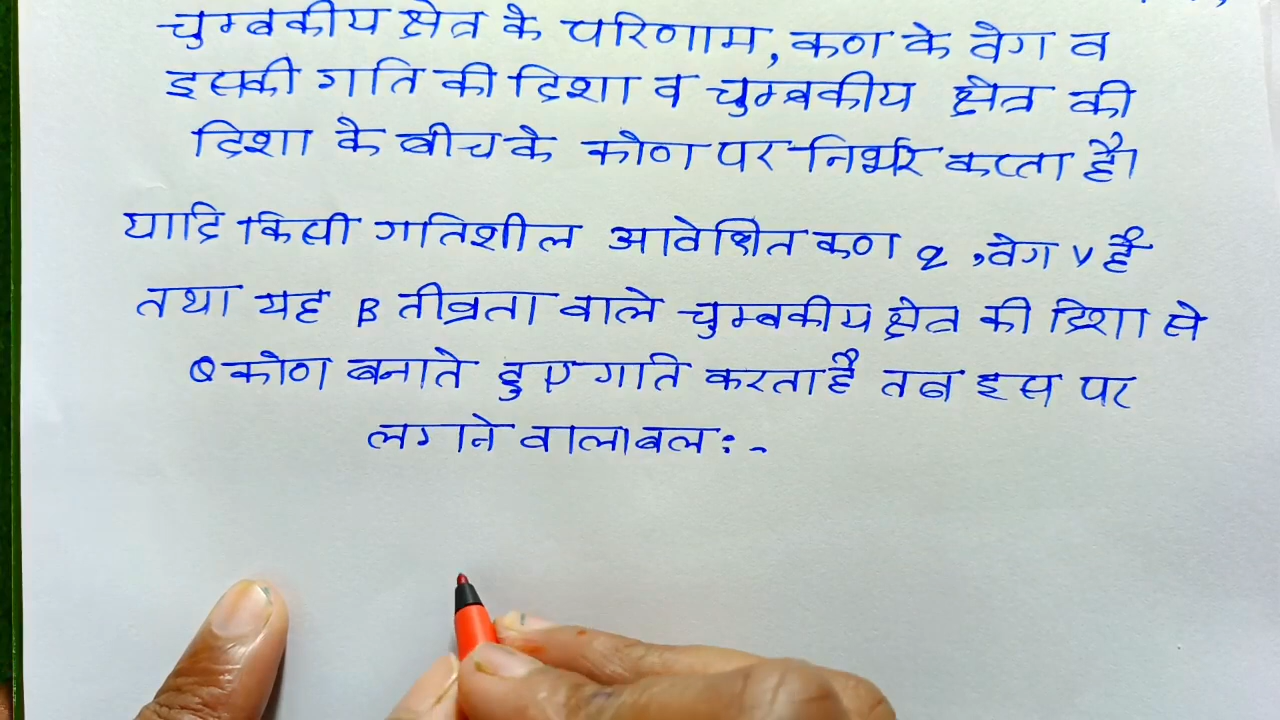 चुम्बकीय क्षेत्र के परिणाम, कण के वेग व
इसकी गति की दिशा व चुम्बकीय क्षेत्र की
दिशा के बीच के कोण पर निर्भर करता है।
यादि किसी गतिशील आवेक्षित कण q , वेग v है
तथा यह B तीव्रता वाले चुम्बकीय क्षेत्र की दिशा से
θ कोण बनाते हुए गति करता है तब इस पर
लगने वाला बल :-